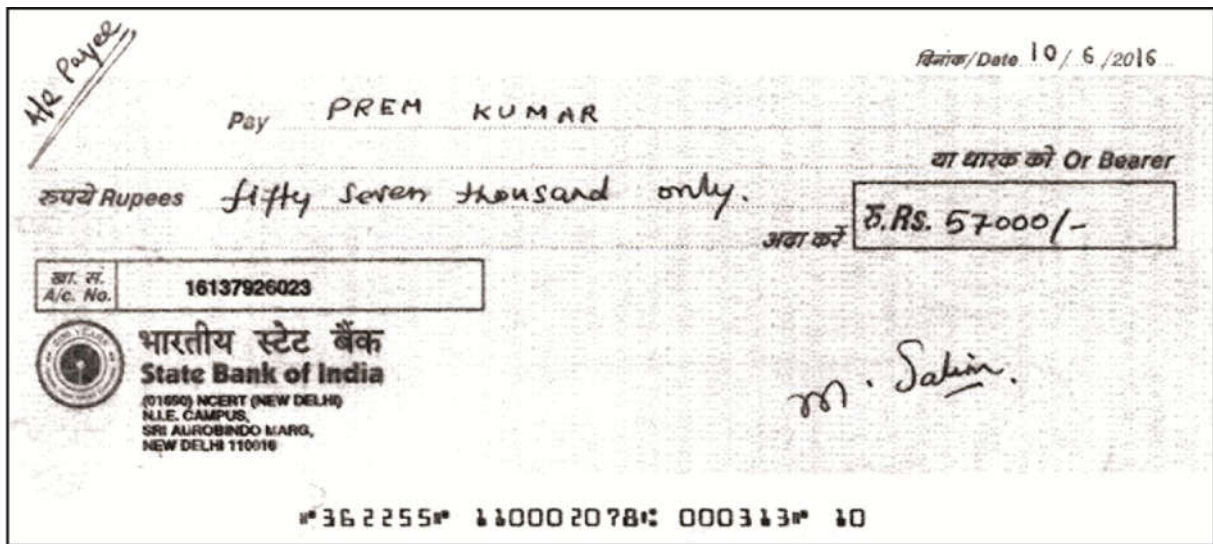 A/c Payee
दिनांक/Date 10/6/2016
Pay PREM KUMAR
या धारक को Or Bearer
रुपये Rupees fifty seven thousand only.
अदा करें रु.Rs. 57000/-
खा. सं.
A/c. No. 16137926023
भारतीय स्टेट बैंक
State Bank of India
(01690) NCERT (NEW DELHI)
N.I.E. CAMPUS,
SRI AUROBINDO MARG,
NEW DELHI 110016
M. Salim.
⑈362255⑈ 110002078⑆ 000313⑈ 10